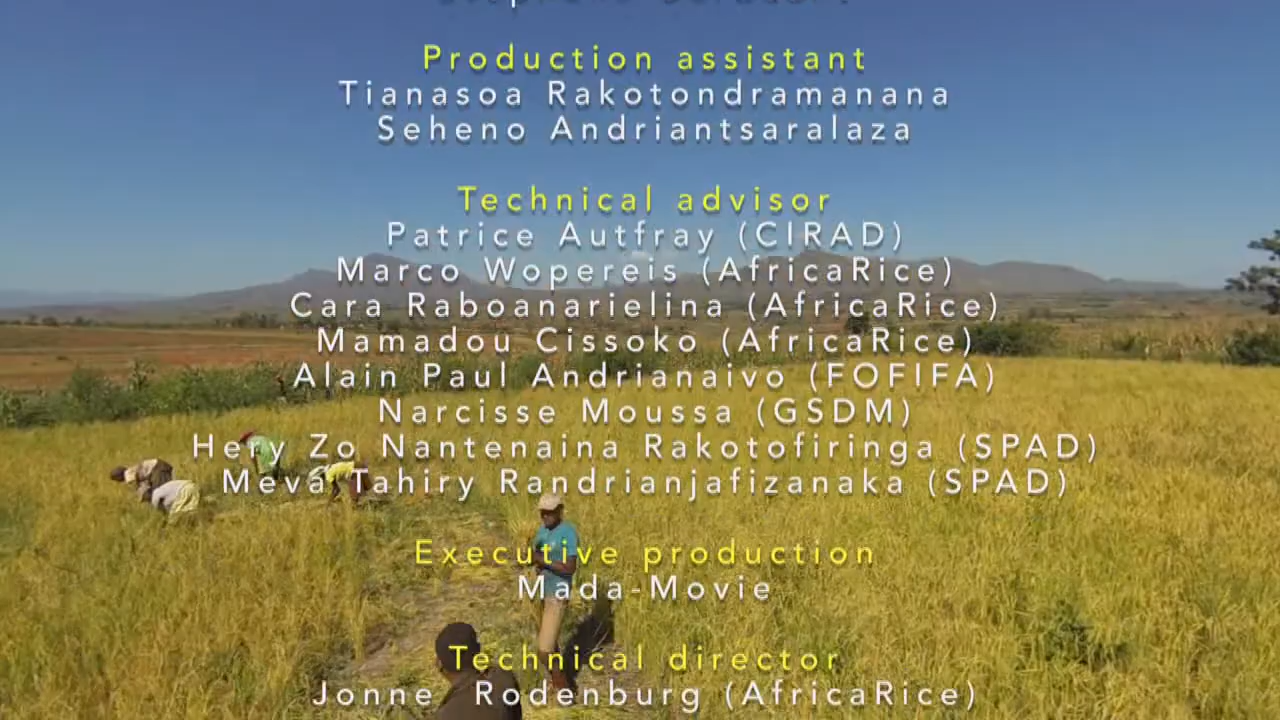 Production assistant
Tianasoa Rakotondramanana
Seheno Andriantsaralaza
Technical advisor
Patrice Autfray (CIRAD)
Marco Wopereis (AfricaRice)
Cara Raboanarielina (AfricaRice)
Mamadou Cissoko (AfricaRice)
Alain Paul Andrianaivo (FOFIFA)
Narcisse Moussa (GSDM)
Hery Zo Nantenaina Rakotofiringa (SPAD)
Meva Tahiry Randrianjafizanaka (SPAD)
Executive production
Mada-Movie
Technical director
Jonne Rodenburg (AfricaRice)